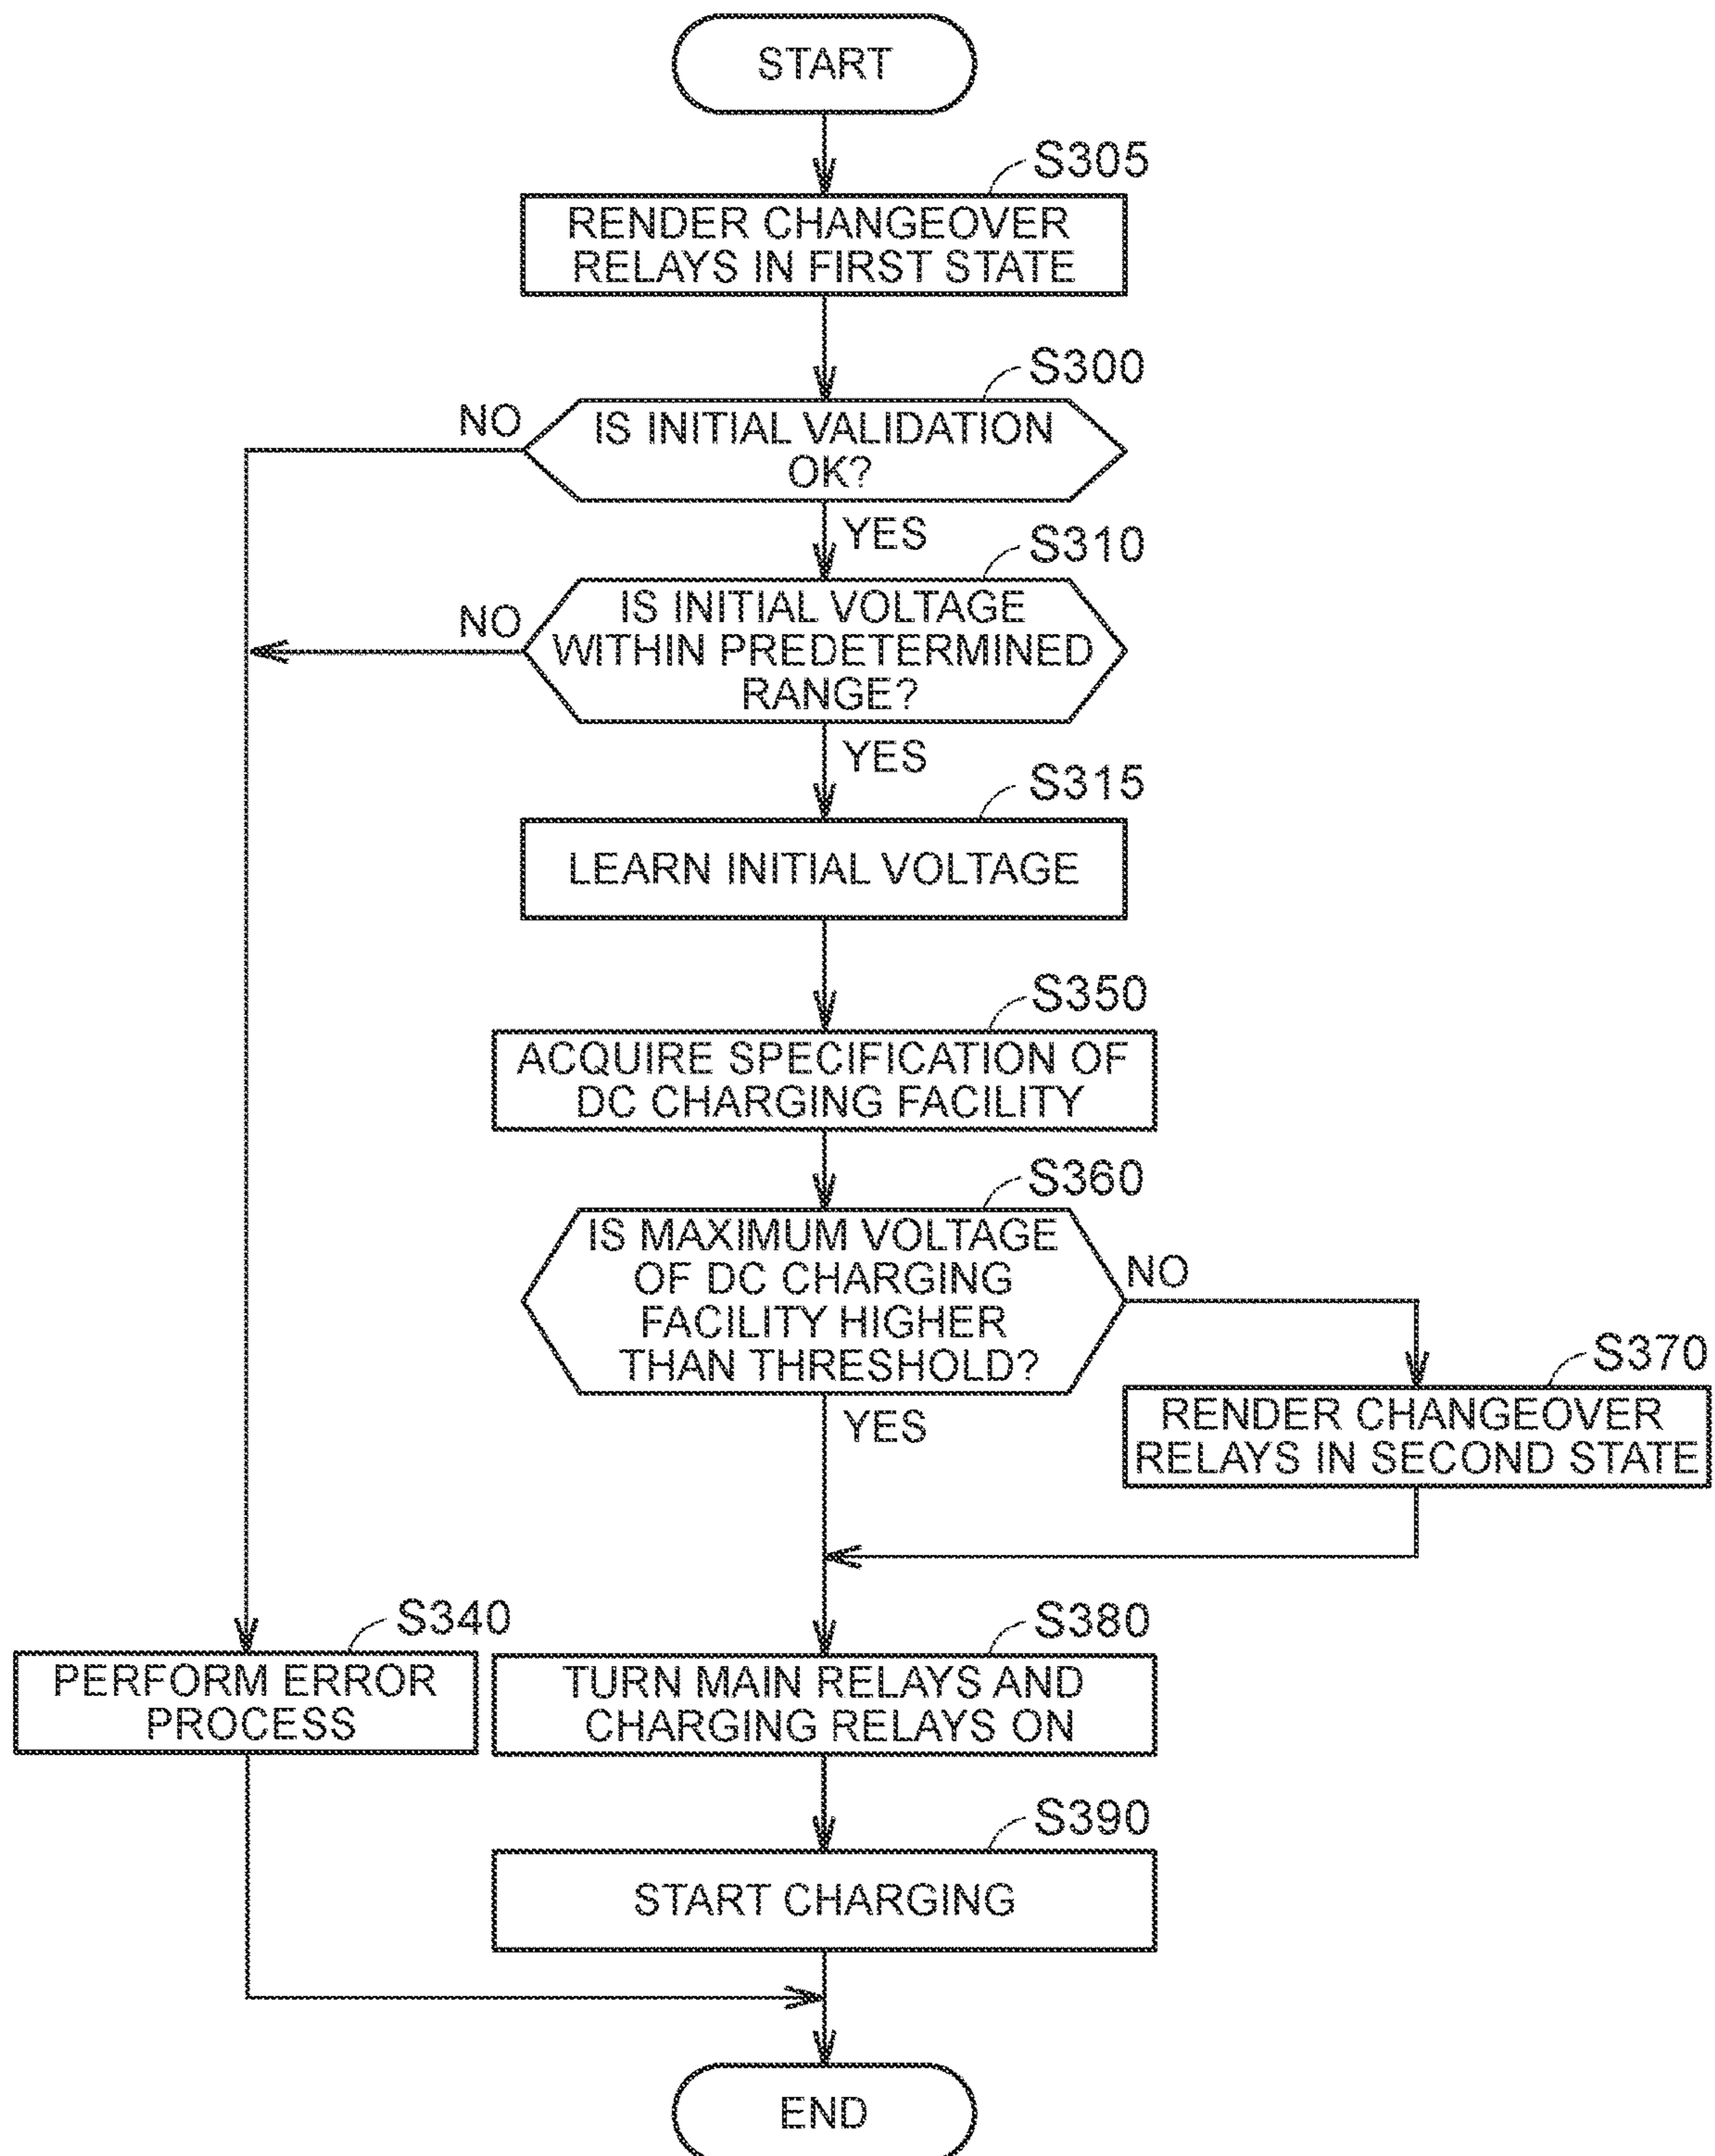 START
S305
RENDER CHANGEOVER
RELAYS IN FIRST STATE
S300
NO
IS INITIAL VALIDATION
OK?
YES
S310
NO
IS INITIAL VOLTAGE
WITHIN PREDETERMINED
RANGE?
YES
S315
LEARN INITIAL VOLTAGE
S350
ACQUIRE SPECIFICATION OF
DC CHARGING FACILITY
S360
IS MAXIMUM VOLTAGE
OF DC CHARGING
FACILITY HIGHER
THAN THRESHOLD?
NO
YES
S370
RENDER CHANGEOVER
RELAYS IN SECOND STATE
S340
PERFORM ERROR
PROCESS
S380
TURN MAIN RELAYS AND
CHARGING RELAYS ON
S390
START CHARGING
END